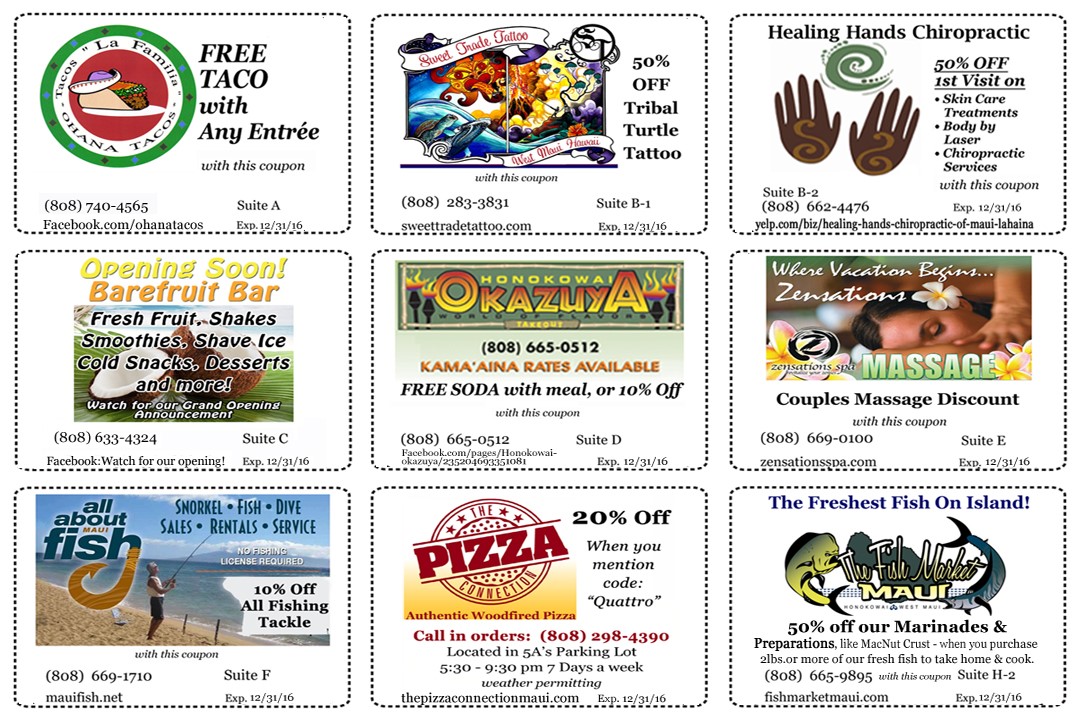 "La Familia"
- Tacos -
OHANA TACOS
FREE
TACO
with
Any Entrée
with this coupon
(808) 740-4565 Suite A
Facebook.com/ohanatacos Exp. 12/31/16
Sweet Trade Tattoo
ST
West Maui Hawaii
50%
OFF
Tribal
Turtle
Tattoo
with this coupon
(808) 283-3831 Suite B-1
sweettradetattoo.com Exp. 12/31/16
Healing Hands Chiropractic
50% OFF
1st Visit on
• Skin Care
Treatments
• Body by
Laser
• Chiropractic
Services
with this coupon
Suite B-2
(808) 662-4476 Exp. 12/31/16
yelp.com/biz/healing-hands-chiropractic-of-maui-lahaina
Opening Soon!
Barefruit Bar
Fresh Fruit, Shakes
Smoothies, Shave Ice
Cold Snacks, Desserts
and more!
Watch for our Grand Opening
Announcement
(808) 633-4324 Suite C
Facebook:Watch for our opening! Exp. 12/31/16
HONOKOWAI
OKAZUYA
WORLD OF FLAVORS
TAKEOUT
(808) 665-0512
KAMA'AINA RATES AVAILABLE
FREE SODA with meal, or 10% Off
with this coupon
(808) 665-0512 Suite D
Facebook.com/pages/Honokowai-
okazuya/235204693351081 Exp. 12/31/16
Where Vacation Begins...
Zensations
zensations spa
MASSAGE
Couples Massage Discount
with this coupon
(808) 669-0100 Suite E
zensationsspa.com Exp. 12/31/16
all
about
MAUI
fish
SNORKEL • FISH • DIVE
SALES • RENTALS • SERVICE
NO FISHING
LICENSE REQUIRED
10% Off
All Fishing
Tackle
with this coupon
(808) 669-1710 Suite F
mauifish.net Exp. 12/31/16
THE
PIZZA
CONNECTION
Authentic Woodfired Pizza
20% Off
When you
mention
code:
"Quattro"
Call in orders: (808) 298-4390
Located in 5A's Parking Lot
5:30 - 9:30 pm 7 Days a week
weather permitting
thepizzaconnectionmaui.com Exp. 12/31/16
The Freshest Fish On Island!
The Fish Market
MAUI
HONOKOWAI WEST MAUI
50% off our Marinades &
Preparations, like MacNut Crust - when you purchase
2lbs.or more of our fresh fish to take home & cook.
(808) 665-9895 with this coupon Suite H-2
fishmarketmaui.com Exp.12/31/16